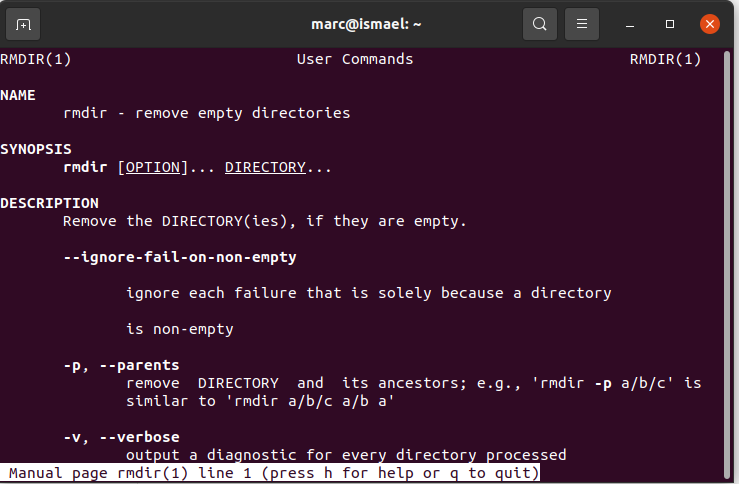 marc@ismael: ~
RMDIR(1) User Commands RMDIR(1)
NAME
rmdir - remove empty directories
SYNOPSIS
rmdir [OPTION]... DIRECTORY...
DESCRIPTION
Remove the DIRECTORY(ies), if they are empty.
--ignore-fail-on-non-empty
ignore each failure that is solely because a directory
is non-empty
-p, --parents
remove DIRECTORY and its ancestors; e.g., 'rmdir -p a/b/c' is
similar to 'rmdir a/b/c a/b a'
-v, --verbose
output a diagnostic for every directory processed
Manual page rmdir(1) line 1 (press h for help or q to quit)